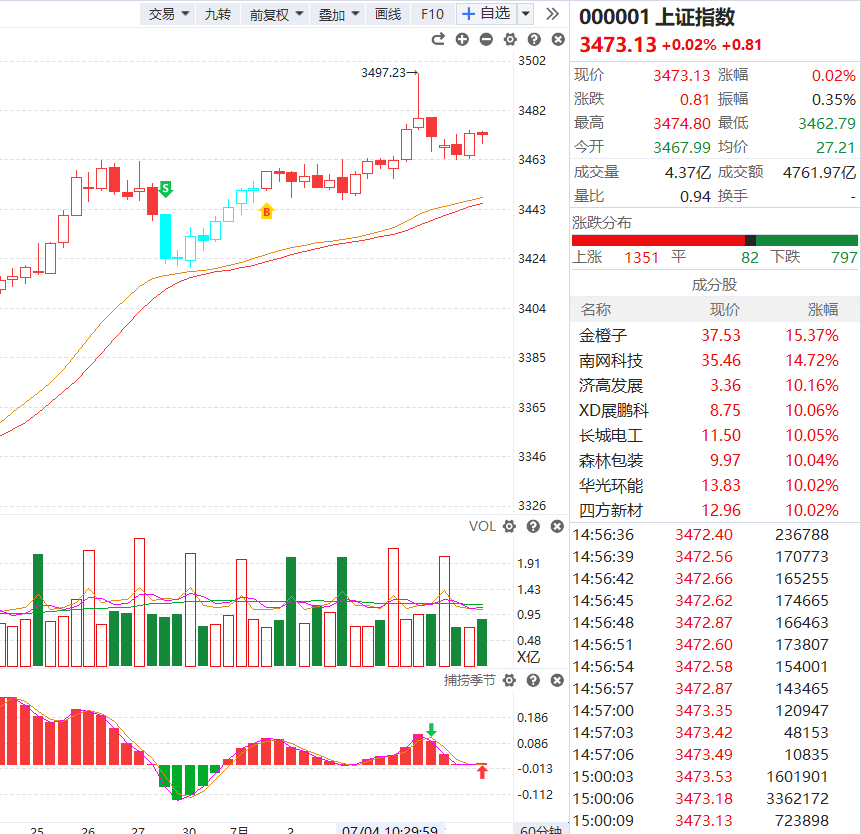 交易 九转 前复权 叠加 画线 F10 + 自选
3497.23→
3502
3482
3463
3443
3424
3404
3385
3365
3346
3326
S
B
VOL
1.91
1.43
0.95
0.48
X亿
捕捞季节
0.186
0.086
-0.013
-0.112
25 26 27 30 7月 2 07/04 10:29:59 60分钟
000001 上证指数
3473.13 +0.02% +0.81
现价 3473.13 涨幅 0.02%
涨跌 0.81 振幅 0.35%
最高 3474.80 最低 3462.79
今开 3467.99 均价 27.21
成交量 4.37亿 成交额 4761.97亿
量比 0.94 换手 -
涨跌分布
上涨 1351 平 82 下跌 797
成分股
名称 现价 涨幅
金橙子 37.53 15.37%
南网科技 35.46 14.72%
济高发展 3.36 10.16%
XD展鹏科 8.75 10.06%
长城电工 11.50 10.05%
森林包装 9.97 10.04%
华光环能 13.83 10.02%
四方新材 12.96 10.02%
14:56:36 3472.40 236788
14:56:39 3472.56 170773
14:56:42 3472.66 165255
14:56:45 3472.62 174665
14:56:48 3472.87 166463
14:56:51 3472.60 173807
14:56:54 3472.58 154001
14:56:57 3472.87 143465
14:57:00 3473.35 120947
14:57:03 3473.42 48153
14:57:06 3473.49 10835
15:00:03 3473.53 1601901
15:00:06 3473.18 3362172
15:00:09 3473.13 723898